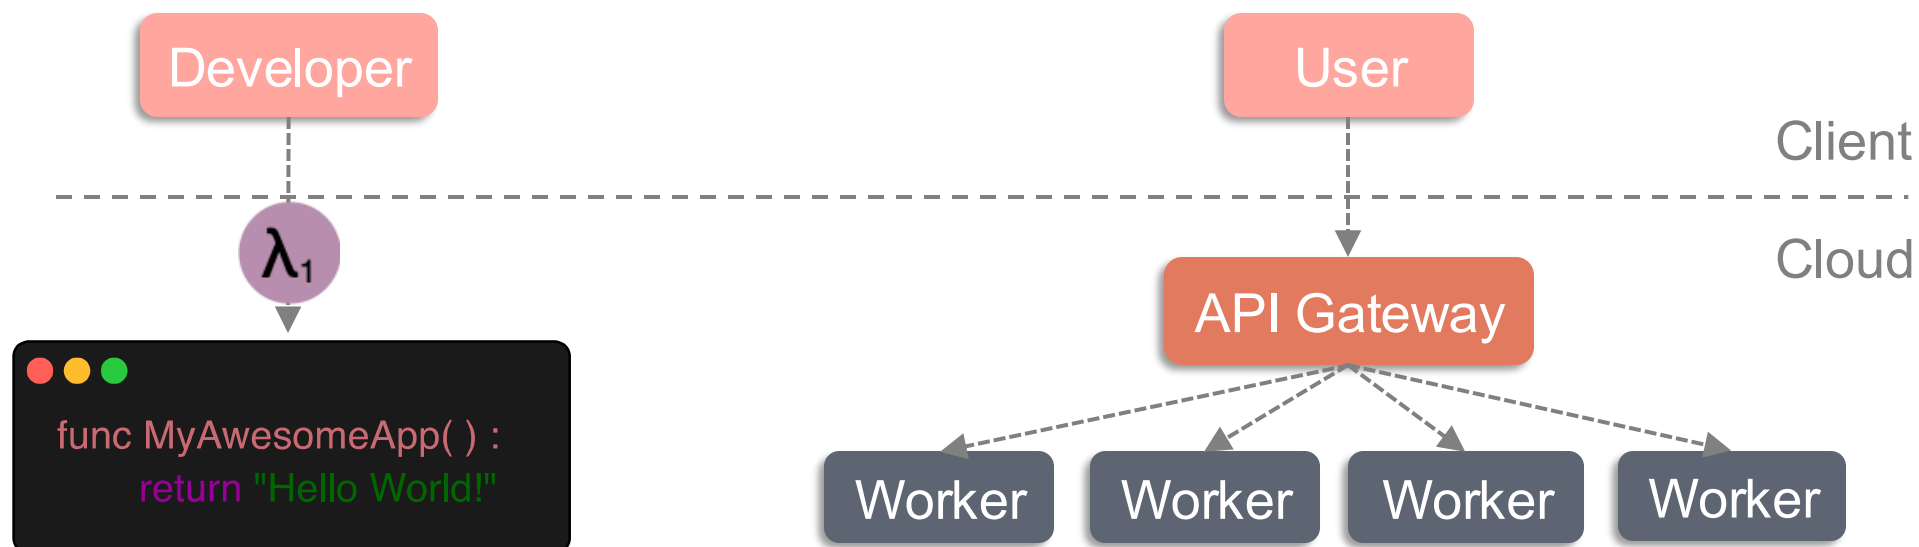 Developer
User
Client
λ₁
Cloud
API Gateway
func MyAwesomeApp( ) :
return "Hello World!"
Worker
Worker
Worker
Worker